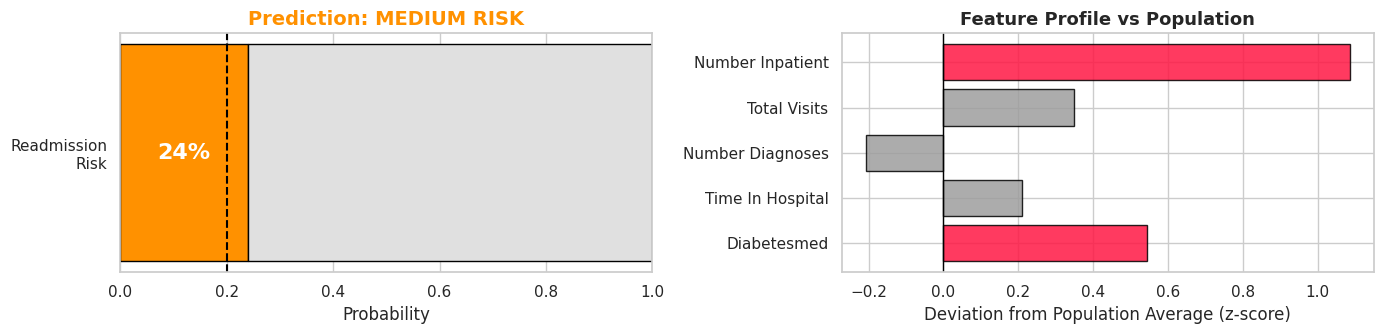 Prediction: MEDIUM RISK
Readmission
Risk
24%
0.0 0.2 0.4 0.6 0.8 1.0
Probability
Feature Profile vs Population
Number Inpatient
Total Visits
Number Diagnoses
Time In Hospital
Diabetesmed
−0.2 0.0 0.2 0.4 0.6 0.8 1.0
Deviation from Population Average (z-score)